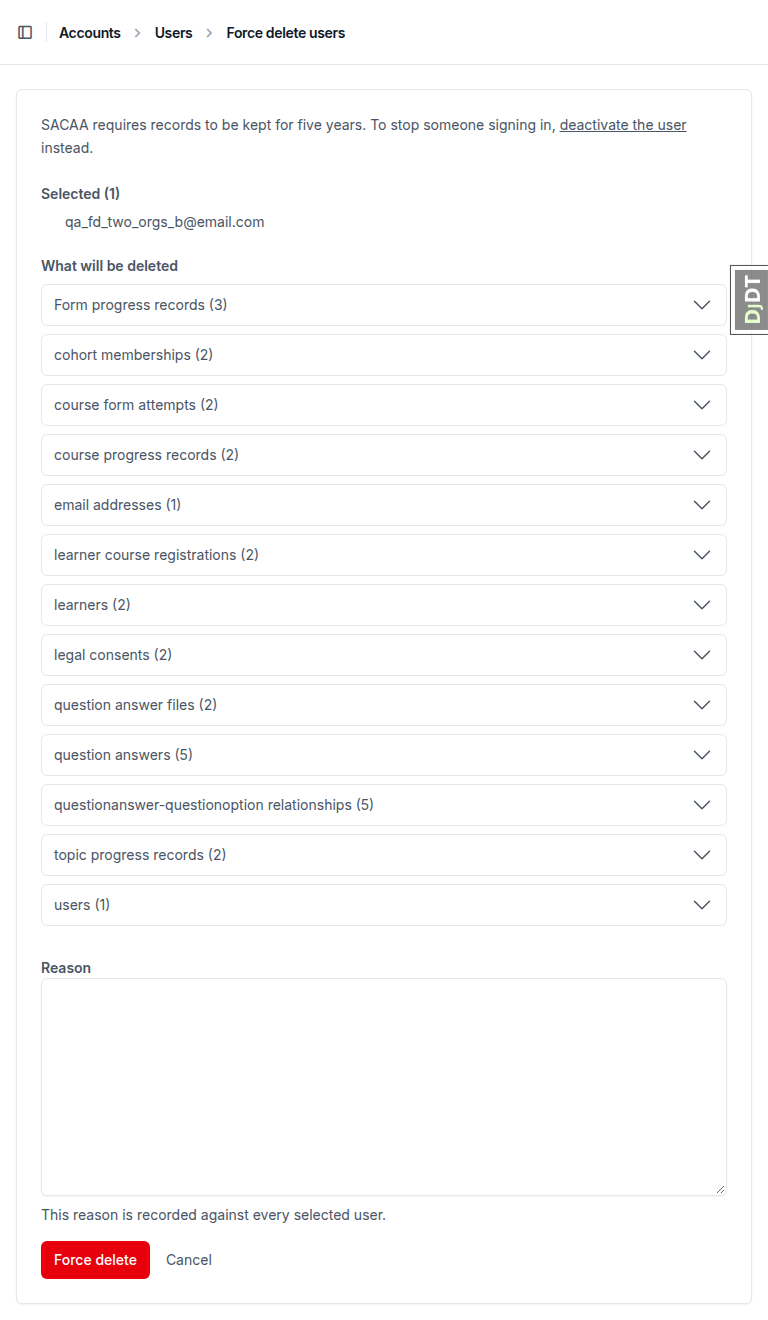 Accounts > Users > Force delete users
SACAA requires records to be kept for five years. To stop someone signing in, deactivate the user
instead.
Selected (1)
qa_fd_two_orgs_b@email.com
What will be deleted
Form progress records (3)
DJDT
cohort memberships (2)
course form attempts (2)
course progress records (2)
email addresses (1)
learner course registrations (2)
learners (2)
legal consents (2)
question answer files (2)
question answers (5)
questionanswer-questionoption relationships (5)
topic progress records (2)
users (1)
Reason
This reason is recorded against every selected user.
Force delete Cancel